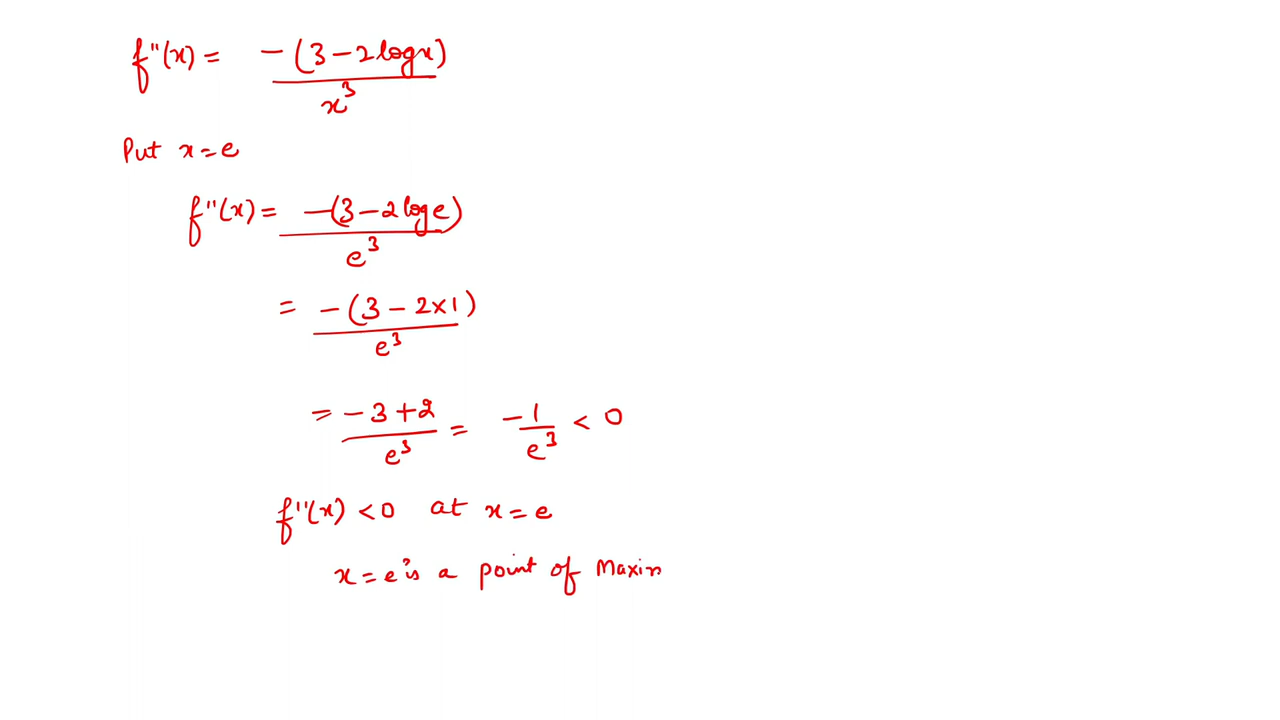 f''(x) = -(3-2logx)/x³
Put x=e
f''(x) = -(3-2loge)/e³
= -(3-2×1)/e³
= -3+2/e³ = -1/e³ < 0
f''(x) <0 at x=e
x=e is a point of Maxim